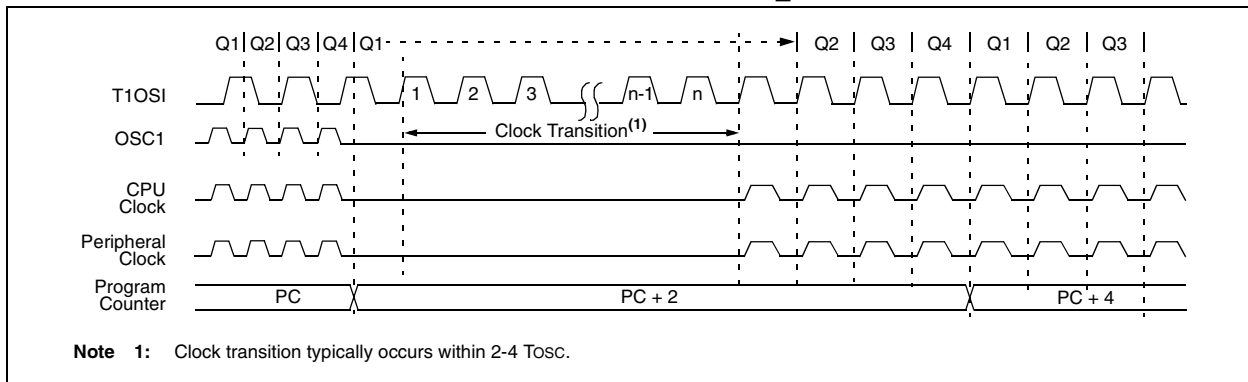 Q1 Q2 Q3 Q4 Q1 Q2 Q3 Q4 Q1 Q2 Q3
T1OSI 1 2 3 n-1 n
Clock Transition(1)
OSC1
CPU
Clock
Peripheral
Clock
Program
Counter
PC PC + 2 PC + 4
Note 1: Clock transition typically occurs within 2-4 TOSC.